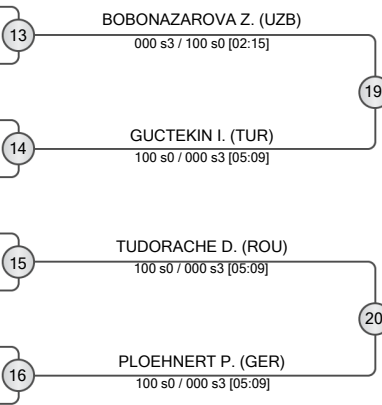 BOBONAZAROVA Z. (UZB)
13
000 s3 / 100 s0 [02:15]
19
GUCTEKIN I. (TUR)
14
100 s0 / 000 s3 [05:09]
TUDORACHE D. (ROU)
15
100 s0 / 000 s3 [05:09]
20
PLOEHNERT P. (GER)
16
100 s0 / 000 s3 [05:09]